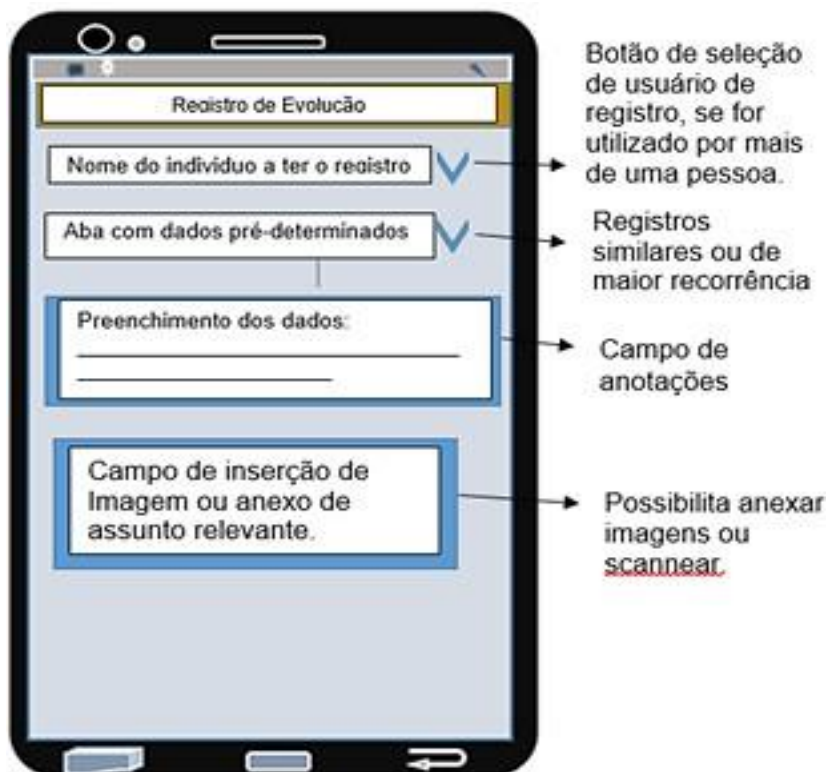 Registro de Evolução
Nome do individuo a ter o registro
Aba com dados pré-determinados
Preenchimento dos dados:
Campo de inserção de
Imagem ou anexo de
assunto relevante.
Botão de seleção
de usuário de
registro, se for
utilizado por mais
de uma pessoa.
Registros
similares ou de
maior recorrência
Campo de
anotações
Possibilita anexar
imagens ou
scannear.